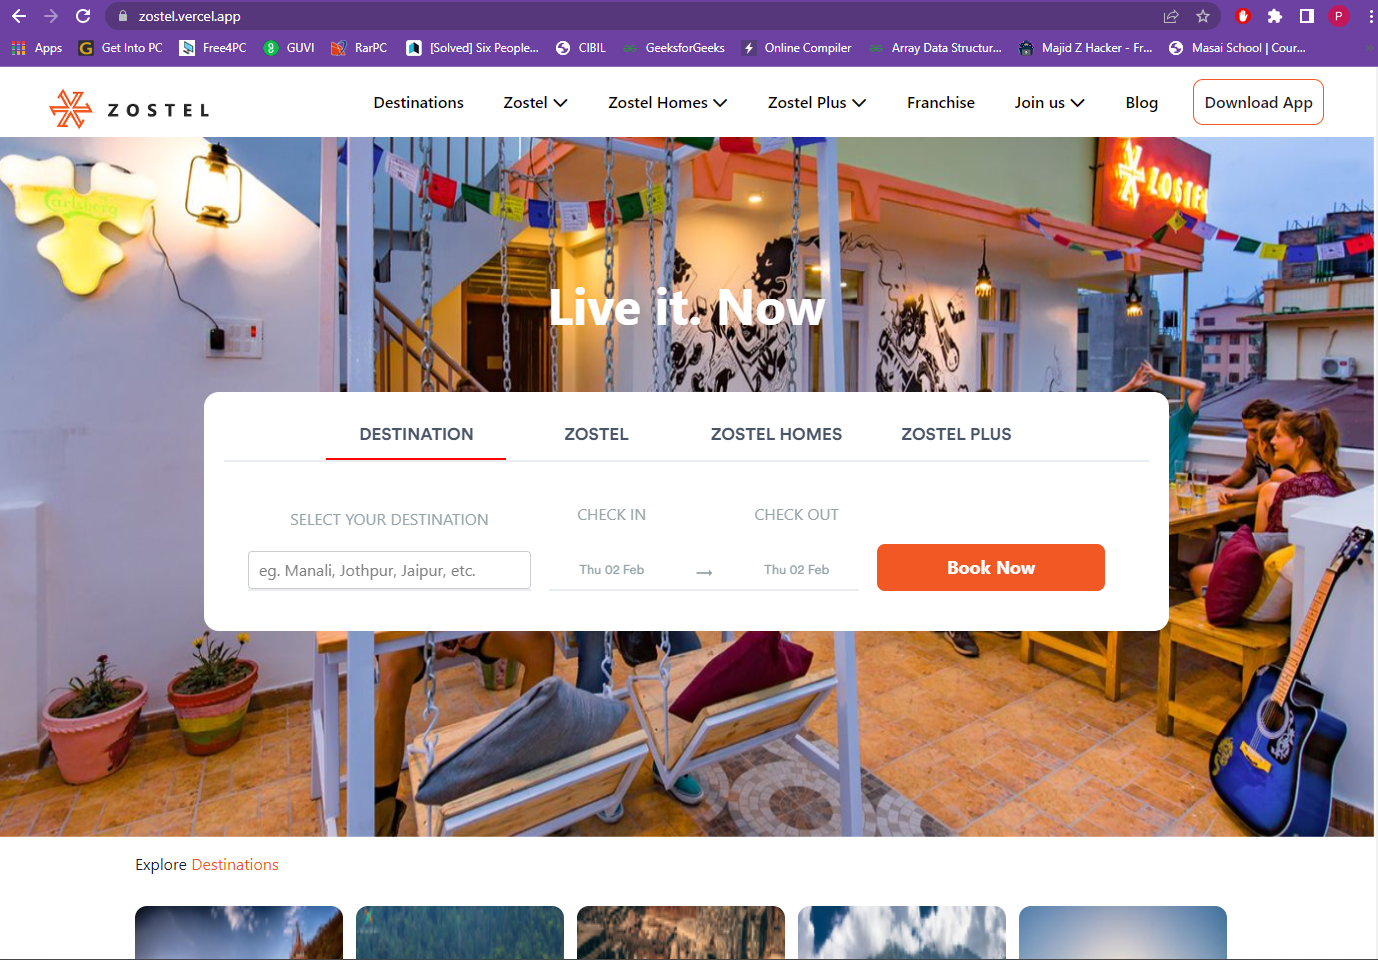 zostel.vercel.app
Apps Get Into PC Free4PC GUVI RarPC [Solved] Six People... CIBIL GeeksforGeeks Online Compiler Array Data Structur... Majid Z Hacker - Fr... Masai School | Cour...
P
ZOSTEL
Destinations Zostel Zostel Homes Zostel Plus Franchise Join us Blog Download App
Carlsberg
ZOSTEL
Live it. Now
DESTINATION ZOSTEL ZOSTEL HOMES ZOSTEL PLUS
SELECT YOUR DESTINATION CHECK IN CHECK OUT
eg. Manali, Jothpur, Jaipur, etc. Thu 02 Feb → Thu 02 Feb Book Now
Explore Destinations